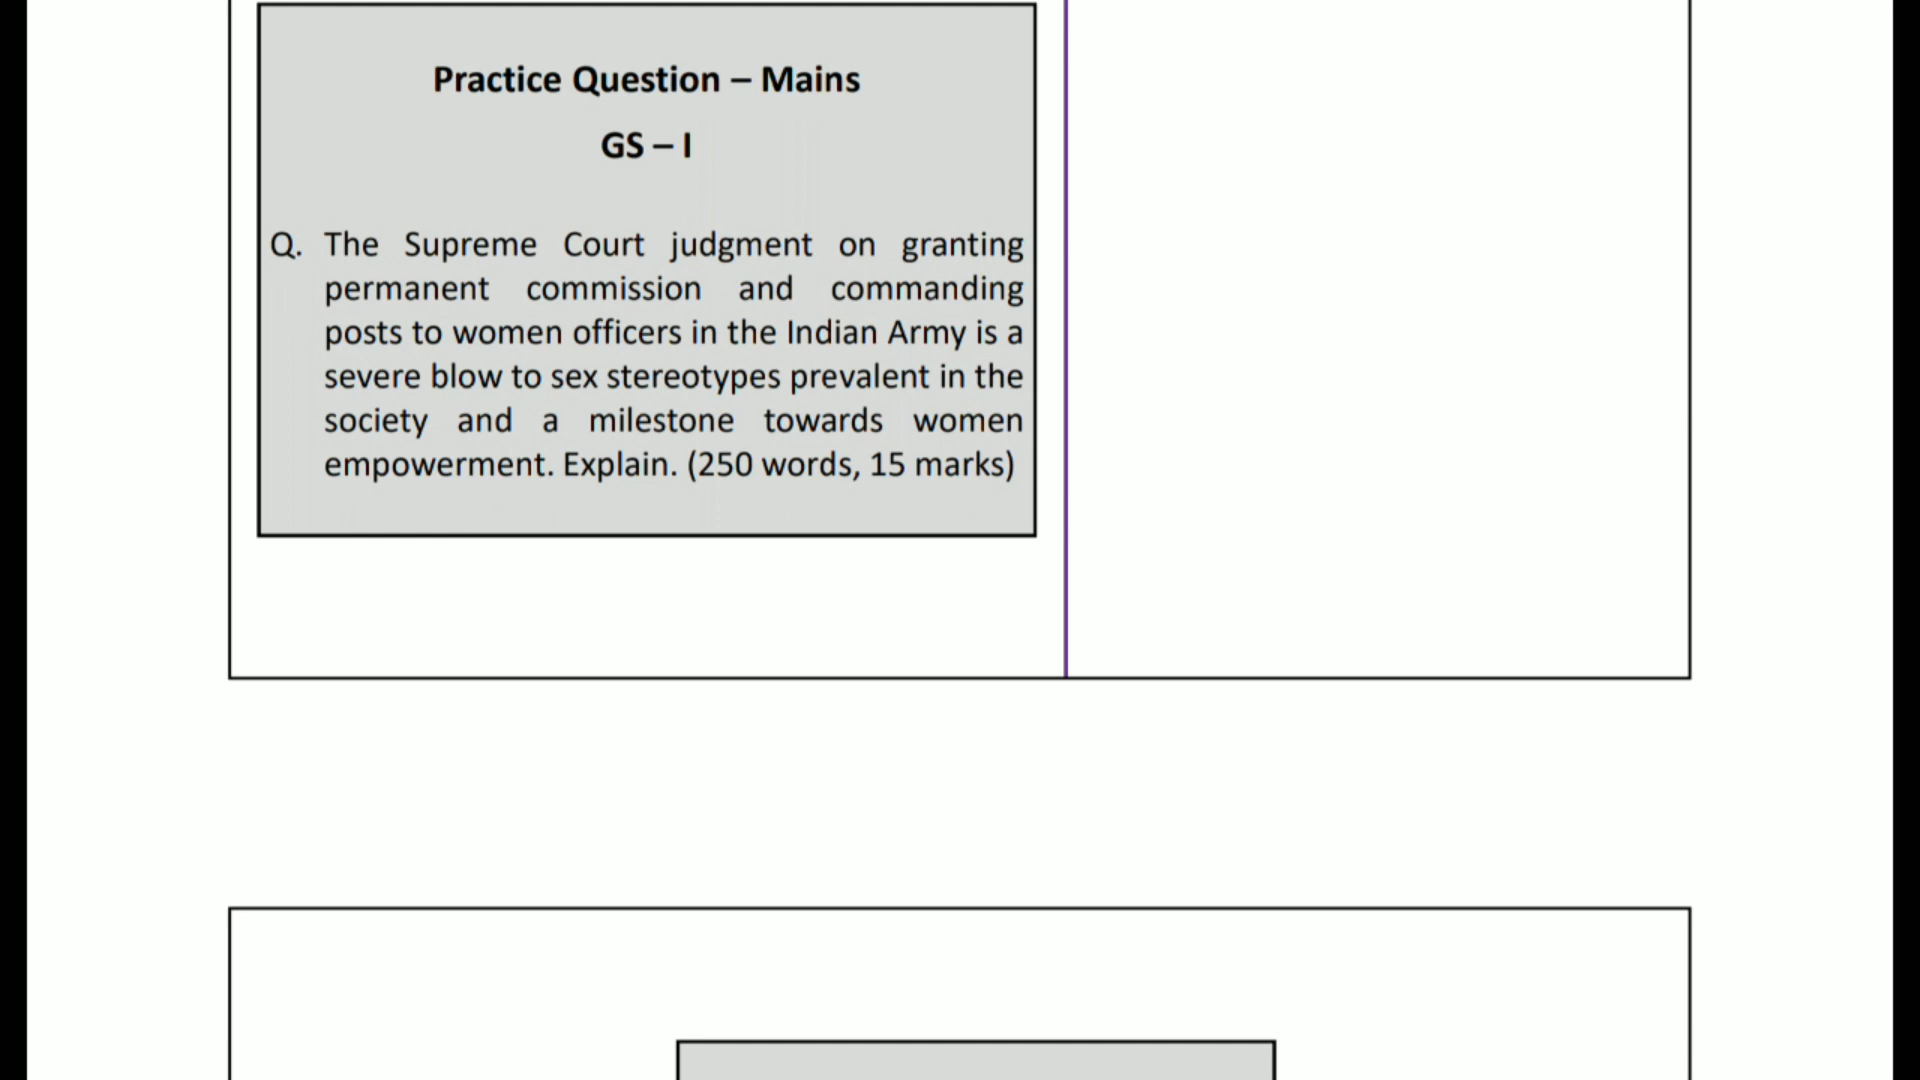 Practice Question – Mains
GS – I
Q. The Supreme Court judgment on granting
permanent commission and commanding
posts to women officers in the Indian Army is a
severe blow to sex stereotypes prevalent in the
society and a milestone towards women
empowerment. Explain. (250 words, 15 marks)